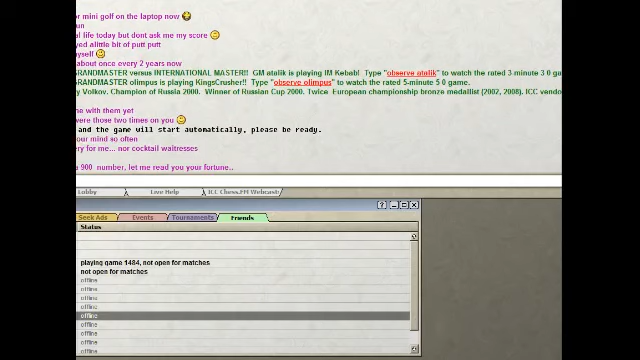 or mini golf on the laptop now
un
al life today but dont ask me my score
yed alittle bit of putt putt
yself
about once every 2 years now
GRANDMASTER versus INTERNATIONAL MASTER!! GM atalik is playing IM Kebab! Type "observe atalik" to watch the rated 3-minute 3 0 ga
GRANDMASTER olimpus is playing KingsCrusher!! Type "observe olimpus" to watch the rated 5-minute 5 0 game.
y Volkov. Champion of Russia 2000. Winner of Russian Cup 2000. Twice European championship bronze medallist (2002, 2008). ICC vend
me with them yet
were those two times on you
and the game will start automatically, please be ready.
our mind so often
ery for me... nor cocktail waitresses
a 900 number, let me read you your fortune..
Lobby Live Help ICC Chess.FM Webcast
Seek Ads Events Tournaments Friends
Status
playing game 1484, not open for matches
not open for matches
offline
offline
offline
offline
offline
offline
offline
offline
offline